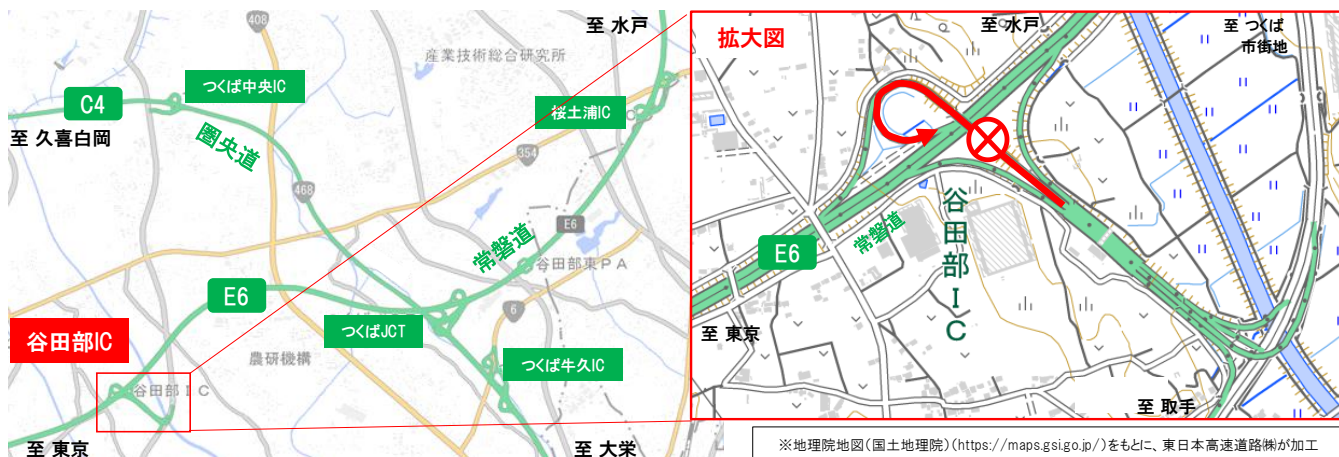 至 水戸
408
産業技術総合研究所
つくば中央IC
C4
桜土浦IC
至 久喜白岡
圏央道
354
468
E6
常磐道
谷田部東PA
E6
6
つくばJCT
谷田部IC
農研機構
つくば牛久IC
谷田部IC
至 東京
至 大栄
拡大図
至 水戸
至 つくば
市街地
常磐道
谷田部IC
E6
至 東京
至 取手
※地理院地図(国土地理院)(https://maps.gsi.go.jp/)をもとに、東日本高速道路㈱が加工